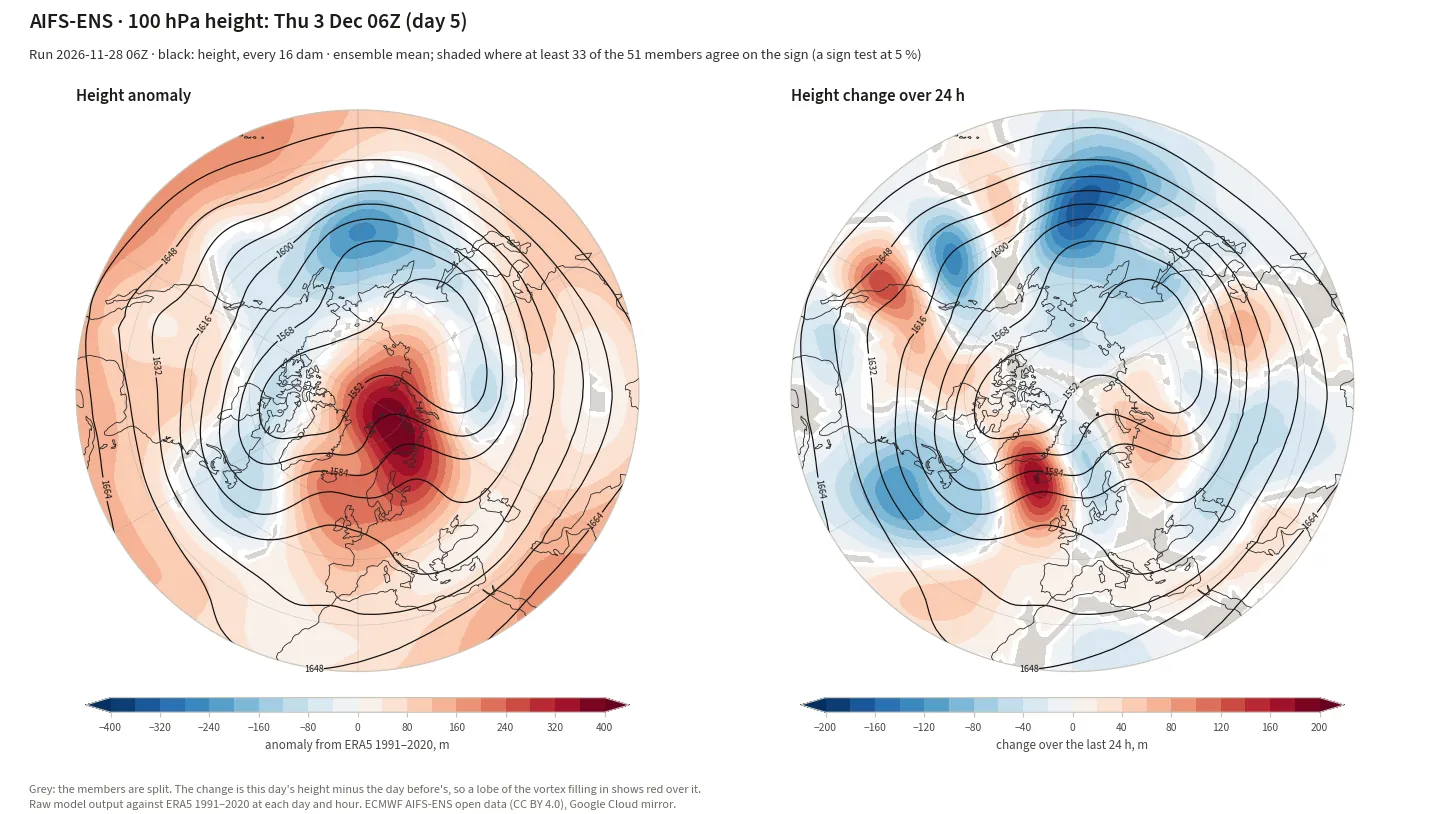 AIFS-ENS · 100 hPa height: Thu 3 Dec 06Z (day 5)
Run 2026-11-28 06Z · black: height, every 16 dam · ensemble mean; shaded where at least 33 of the 51 members agree on the sign (a sign test at 5 %)
Height anomaly
Height change over 24 h
1648
1600
1616
1568
1632
1552
1584
1664
1664
1648
1648
1600
1616
1568
1632
1552
1584
1664
1664
1648
−400 −320 −240 −160 −80 0 80 160 240 320 400
anomaly from ERA5 1991–2020, m
−200 −160 −120 −80 −40 0 40 80 120 160 200
change over the last 24 h, m
Grey: the members are split. The change is this day's height minus the day before's, so a lobe of the vortex filling in shows red over it.
Raw model output against ERA5 1991–2020 at each day and hour. ECMWF AIFS-ENS open data (CC BY 4.0), Google Cloud mirror.